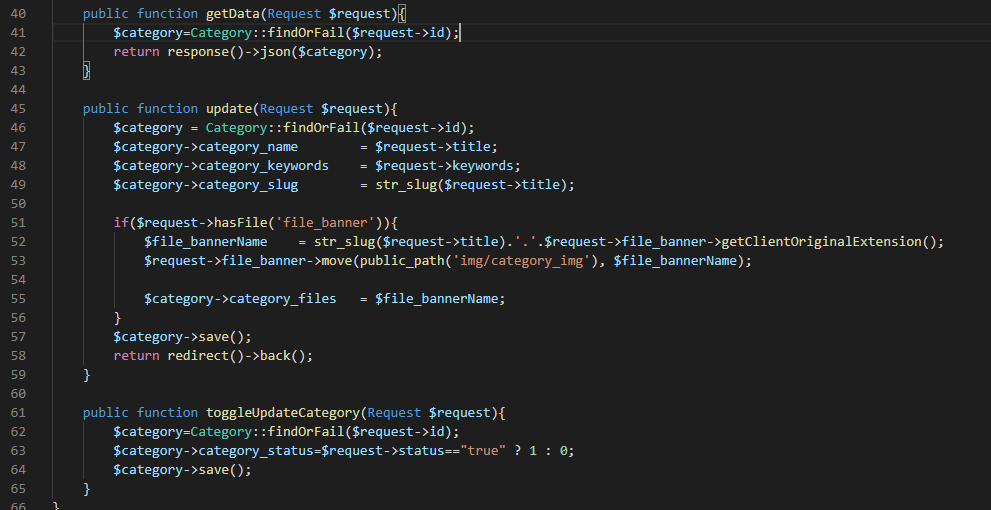 40 public function getData(Request $request){
41 $category=Category::findOrFail($request->id);
42 return response()->json($category);
43 }
44
45 public function update(Request $request){
46 $category = Category::findOrFail($request->id);
47 $category->category_name = $request->title;
48 $category->category_keywords = $request->keywords;
49 $category->category_slug = str_slug($request->title);
50
51 if($request->hasFile('file_banner')){
52 $file_bannerName = str_slug($request->title).'.'.$request->file_banner->getClientOriginalExtension();
53 $request->file_banner->move(public_path('img/category_img'), $file_bannerName);
54
55 $category->category_files = $file_bannerName;
56 }
57 $category->save();
58 return redirect()->back();
59 }
60
61 public function toggleUpdateCategory(Request $request){
62 $category=Category::findOrFail($request->id);
63 $category->category_status=$request->status=="true" ? 1 : 0;
64 $category->save();
65 }
66 }